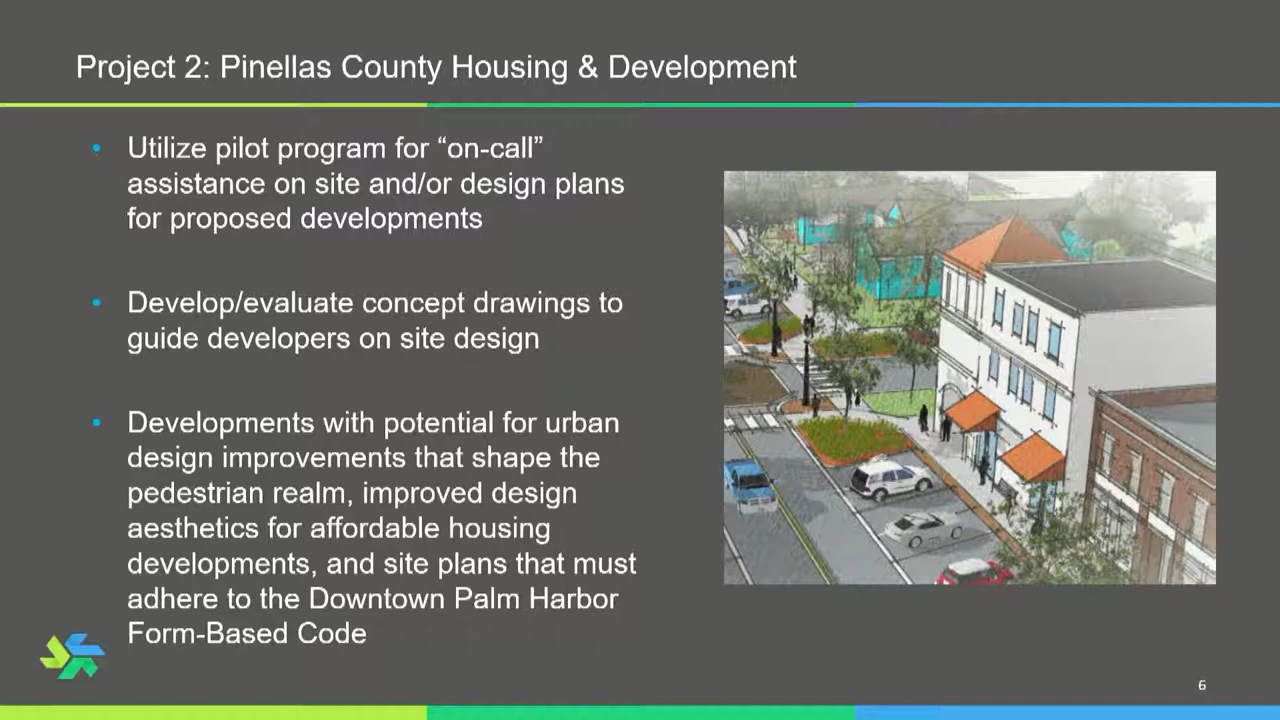 Project 2: Pinellas County Housing & Development
• Utilize pilot program for “on-call”
assistance on site and/or design plans
for proposed developments
• Develop/evaluate concept drawings to
guide developers on site design
• Developments with potential for urban
design improvements that shape the
pedestrian realm, improved design
aesthetics for affordable housing
developments, and site plans that must
adhere to the Downtown Palm Harbor
Form-Based Code
6